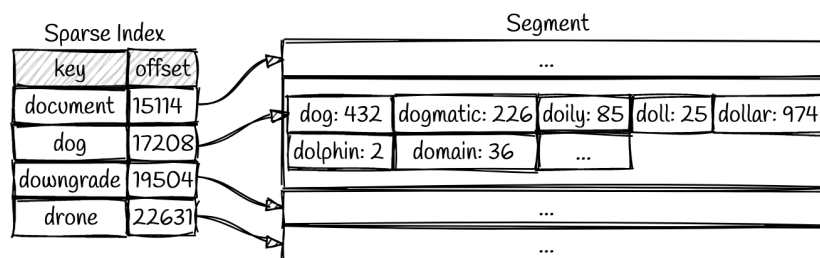 Sparse Index
key offset
document 15114
dog 17208
downgrade 19504
drone 22631
Segment
...
dog: 432 dogmatic: 226 doily: 85 doll: 25 dollar: 974
dolphin: 2 domain: 36 ...
...
...